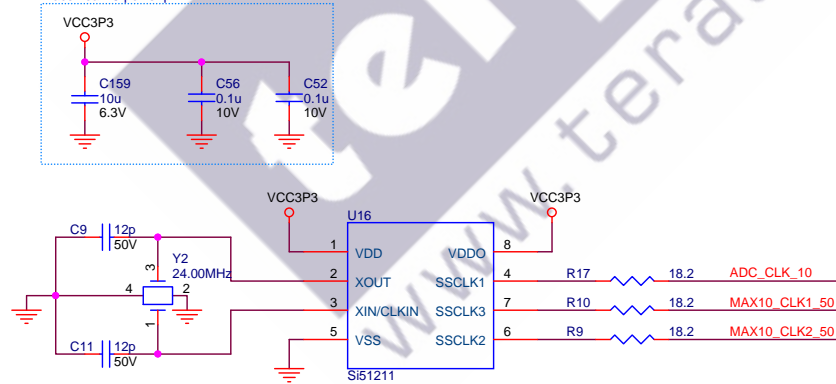 VCC3P3
C159
10u
6.3V
C56
0.1u
10V
C52
0.1u
10V
VCC3P3
VCC3P3
U16
C9
12p
50V
Y2
24.00MHz
3
4
2
1
C11
12p
50V
1
VDD
VDDO
8
2
XOUT
SSCLK1
4
R17
18.2
ADC_CLK_10
3
XIN/CLKIN
SSCLK3
7
R10
18.2
MAX10_CLK1_50
5
VSS
SSCLK2
6
R9
18.2
MAX10_CLK2_50
Si51211
www.teras